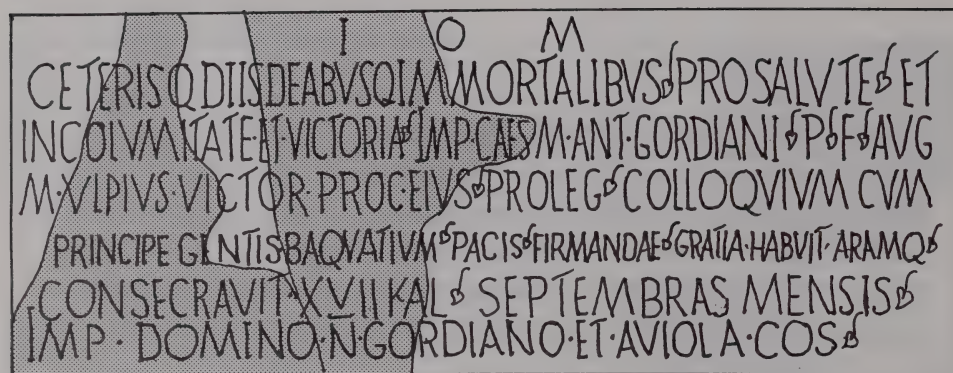 I O M
CETERISQ DIIS DEABVSQ IMMORTALIBVS PRO SALVTE ET
INCOLVMITATE·ET·VICTORIA IMP·CAES M·ANT·GORDIANI P F AVG
M·VLPIVS·VICTOR·PROC·EIVS PROLEG COLLOQVIVM CVM
PRINCIPE GENTIS BAQVATIVM PACIS FIRMANDAE GRATIA·HABVIT·ARAMQ
CONSECRAVIT·XVII KAL SEPTEMBRAS MENSIS
IMP·DOMINO·N·GORDIANO·ET·AVIOLA·COS